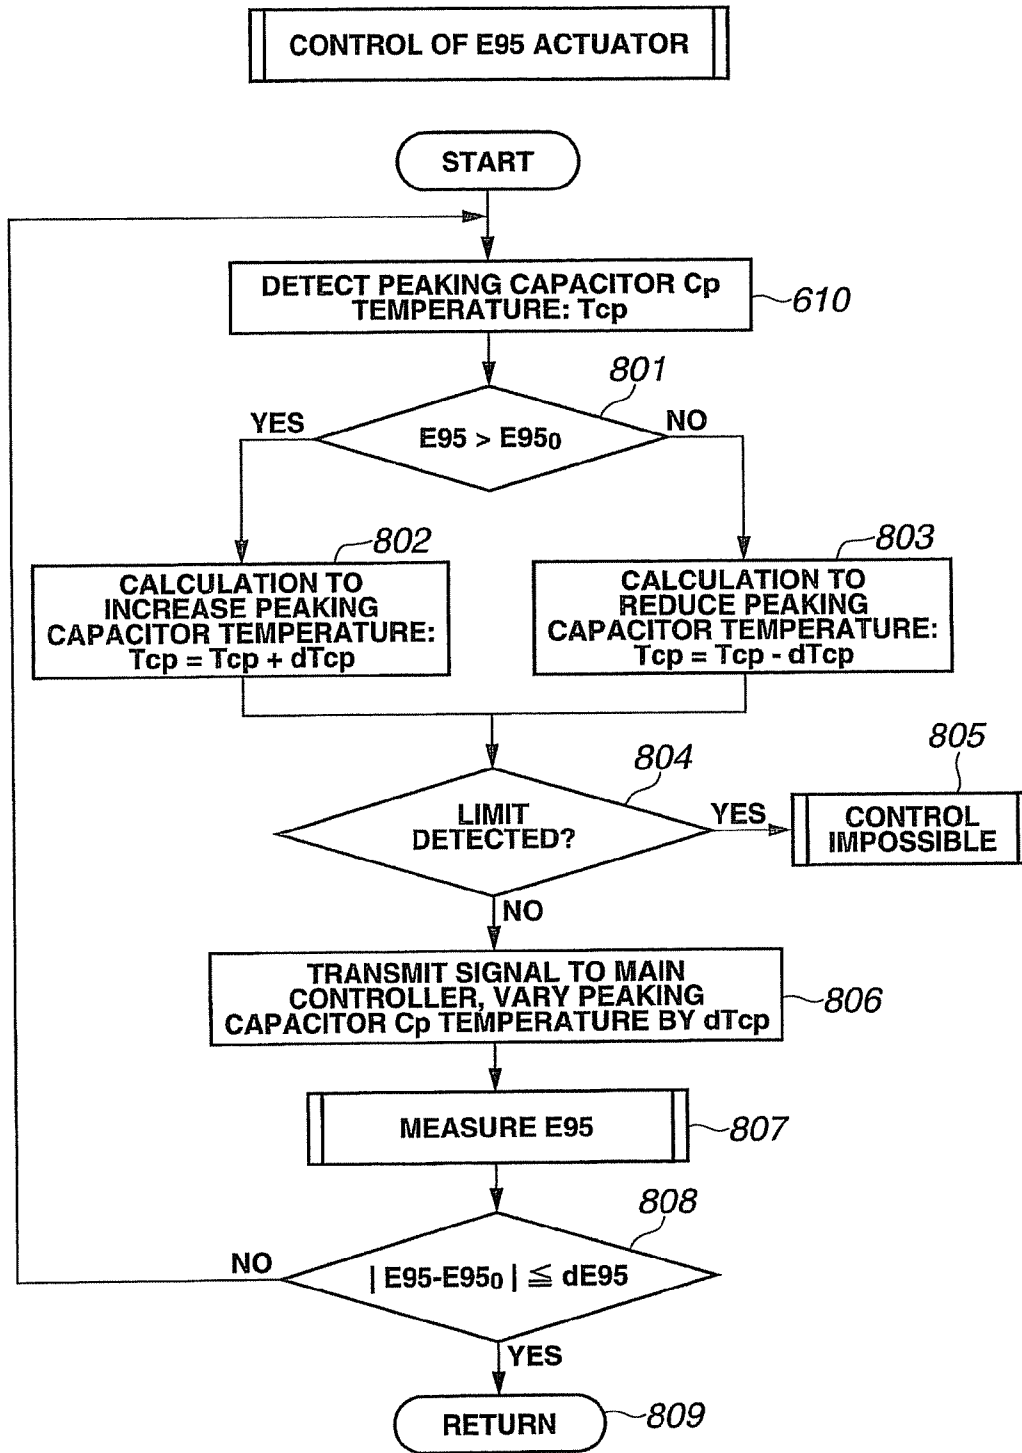 CONTROL OF E95 ACTUATOR
START
DETECT PEAKING CAPACITOR Cp
TEMPERATURE: Tcp
610
801
YES
E95 > E950
NO
802
CALCULATION TO
INCREASE PEAKING
CAPACITOR TEMPERATURE:
Tcp = Tcp + dTcp
803
CALCULATION TO
REDUCE PEAKING
CAPACITOR TEMPERATURE:
Tcp = Tcp - dTcp
804
LIMIT
DETECTED?
YES
805
CONTROL
IMPOSSIBLE
NO
TRANSMIT SIGNAL TO MAIN
CONTROLLER, VARY PEAKING
CAPACITOR Cp TEMPERATURE BY dTcp
806
MEASURE E95
807
808
NO
| E95-E950 | ≦ dE95
YES
RETURN
809